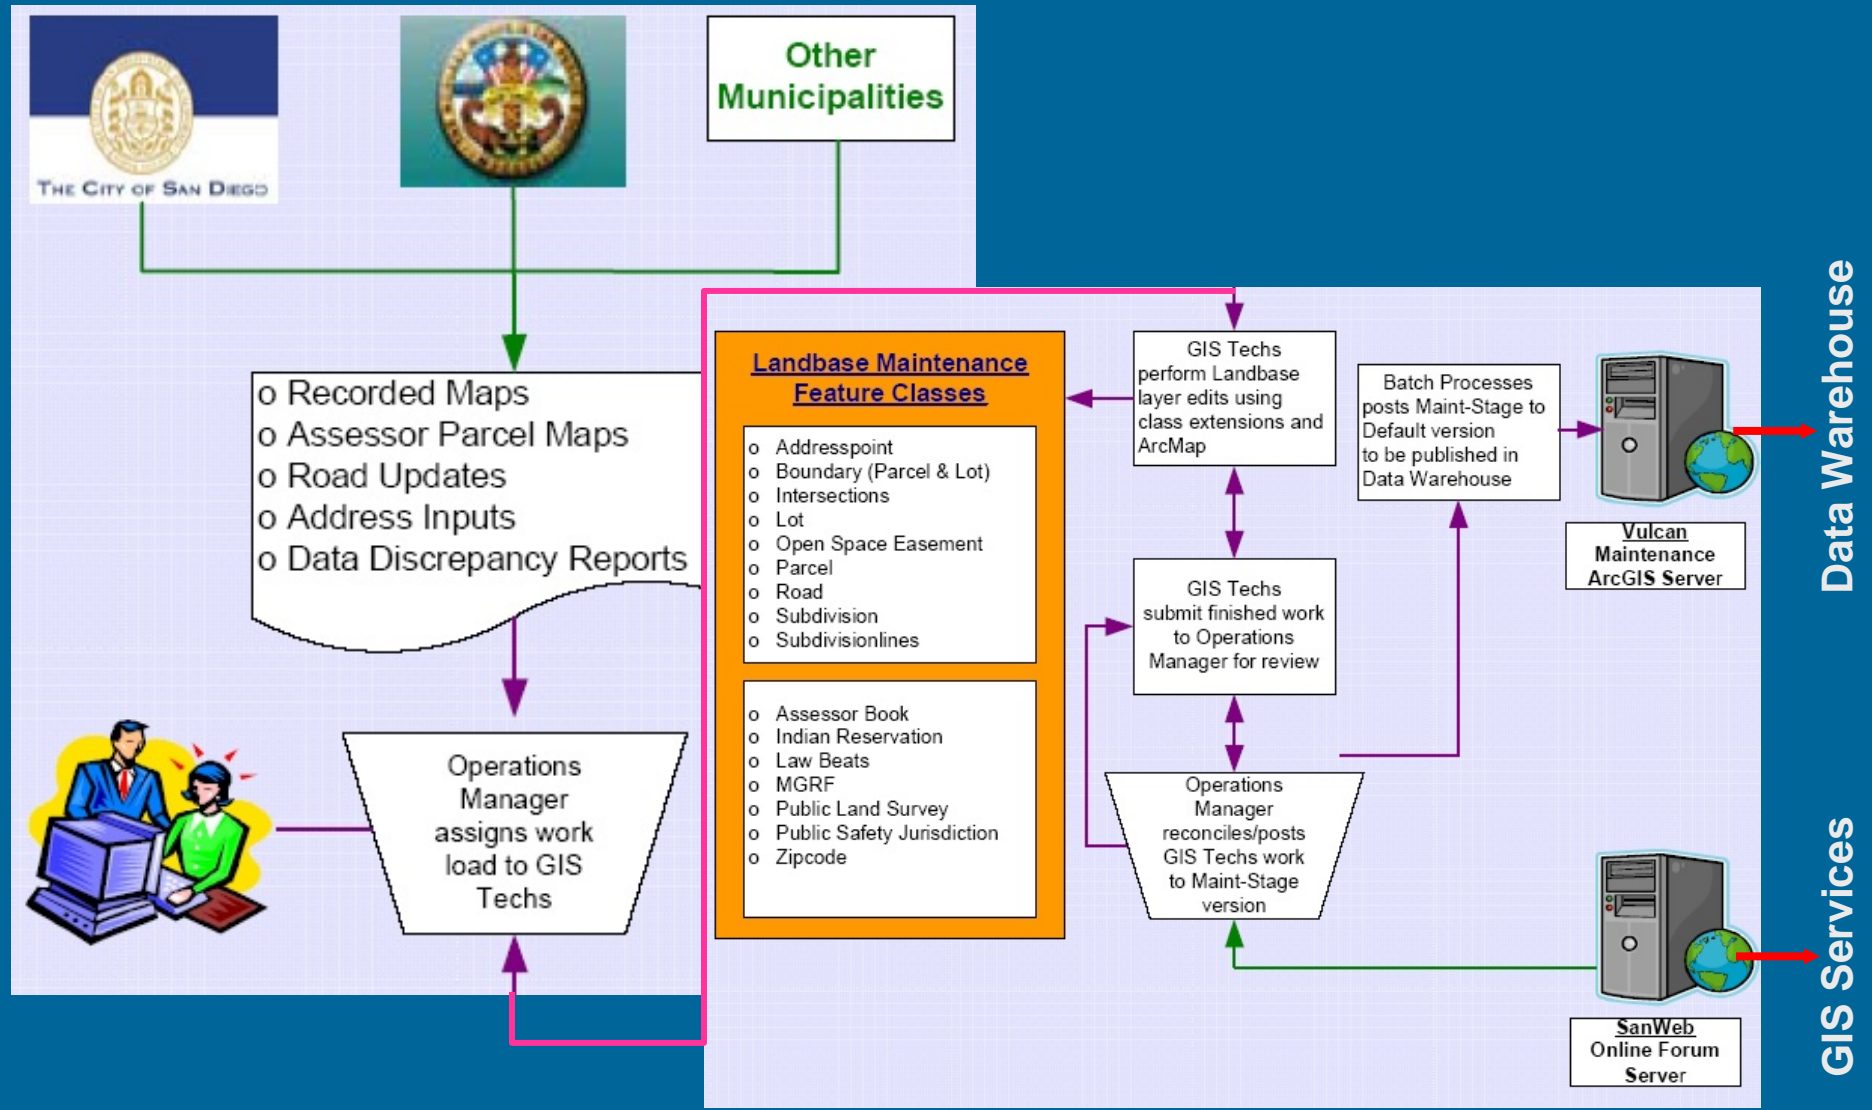 THE CITY OF SAN DIEGO
Other
Municipalities
o Recorded Maps
o Assessor Parcel Maps
o Road Updates
o Address Inputs
o Data Discrepancy Reports
Operations
Manager
assigns work
load to GIS
Techs
Landbase Maintenance
Feature Classes
o Addresspoint
o Boundary (Parcel & Lot)
o Intersections
o Lot
o Open Space Easement
o Parcel
o Road
o Subdivision
o Subdivisionlines
o Assessor Book
o Indian Reservation
o Law Beats
o MGRF
o Public Land Survey
o Public Safety Jurisdiction
o Zipcode
GIS Techs
perform Landbase
layer edits using
class extensions and
ArcMap
GIS Techs
submit finished work
to Operations
Manager for review
Operations
Manager
reconciles/posts
GIS Techs work
to Maint-Stage
version
Batch Processes
posts Maint-Stage to
Default version
to be published in
Data Warehouse
Vulcan
Maintenance
ArcGIS Server
SanWeb
Online Forum
Server
Data Warehouse
GIS Services